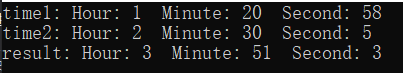 time1: Hour: 1  Minute: 20  Second: 58
time2: Hour: 2  Minute: 30  Second: 5
result: Hour: 3  Minute: 51  Second: 3